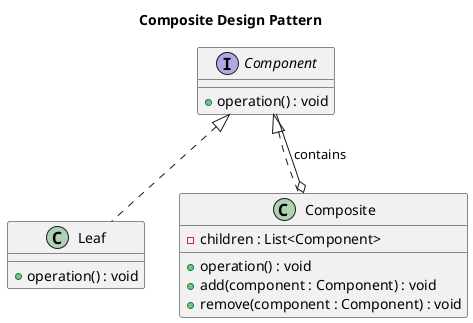 Composite Design Pattern
I Component
operation() : void
contains
C Leaf
operation() : void
C Composite
children : List<Component>
operation() : void
add(component : Component) : void
remove(component : Component) : void